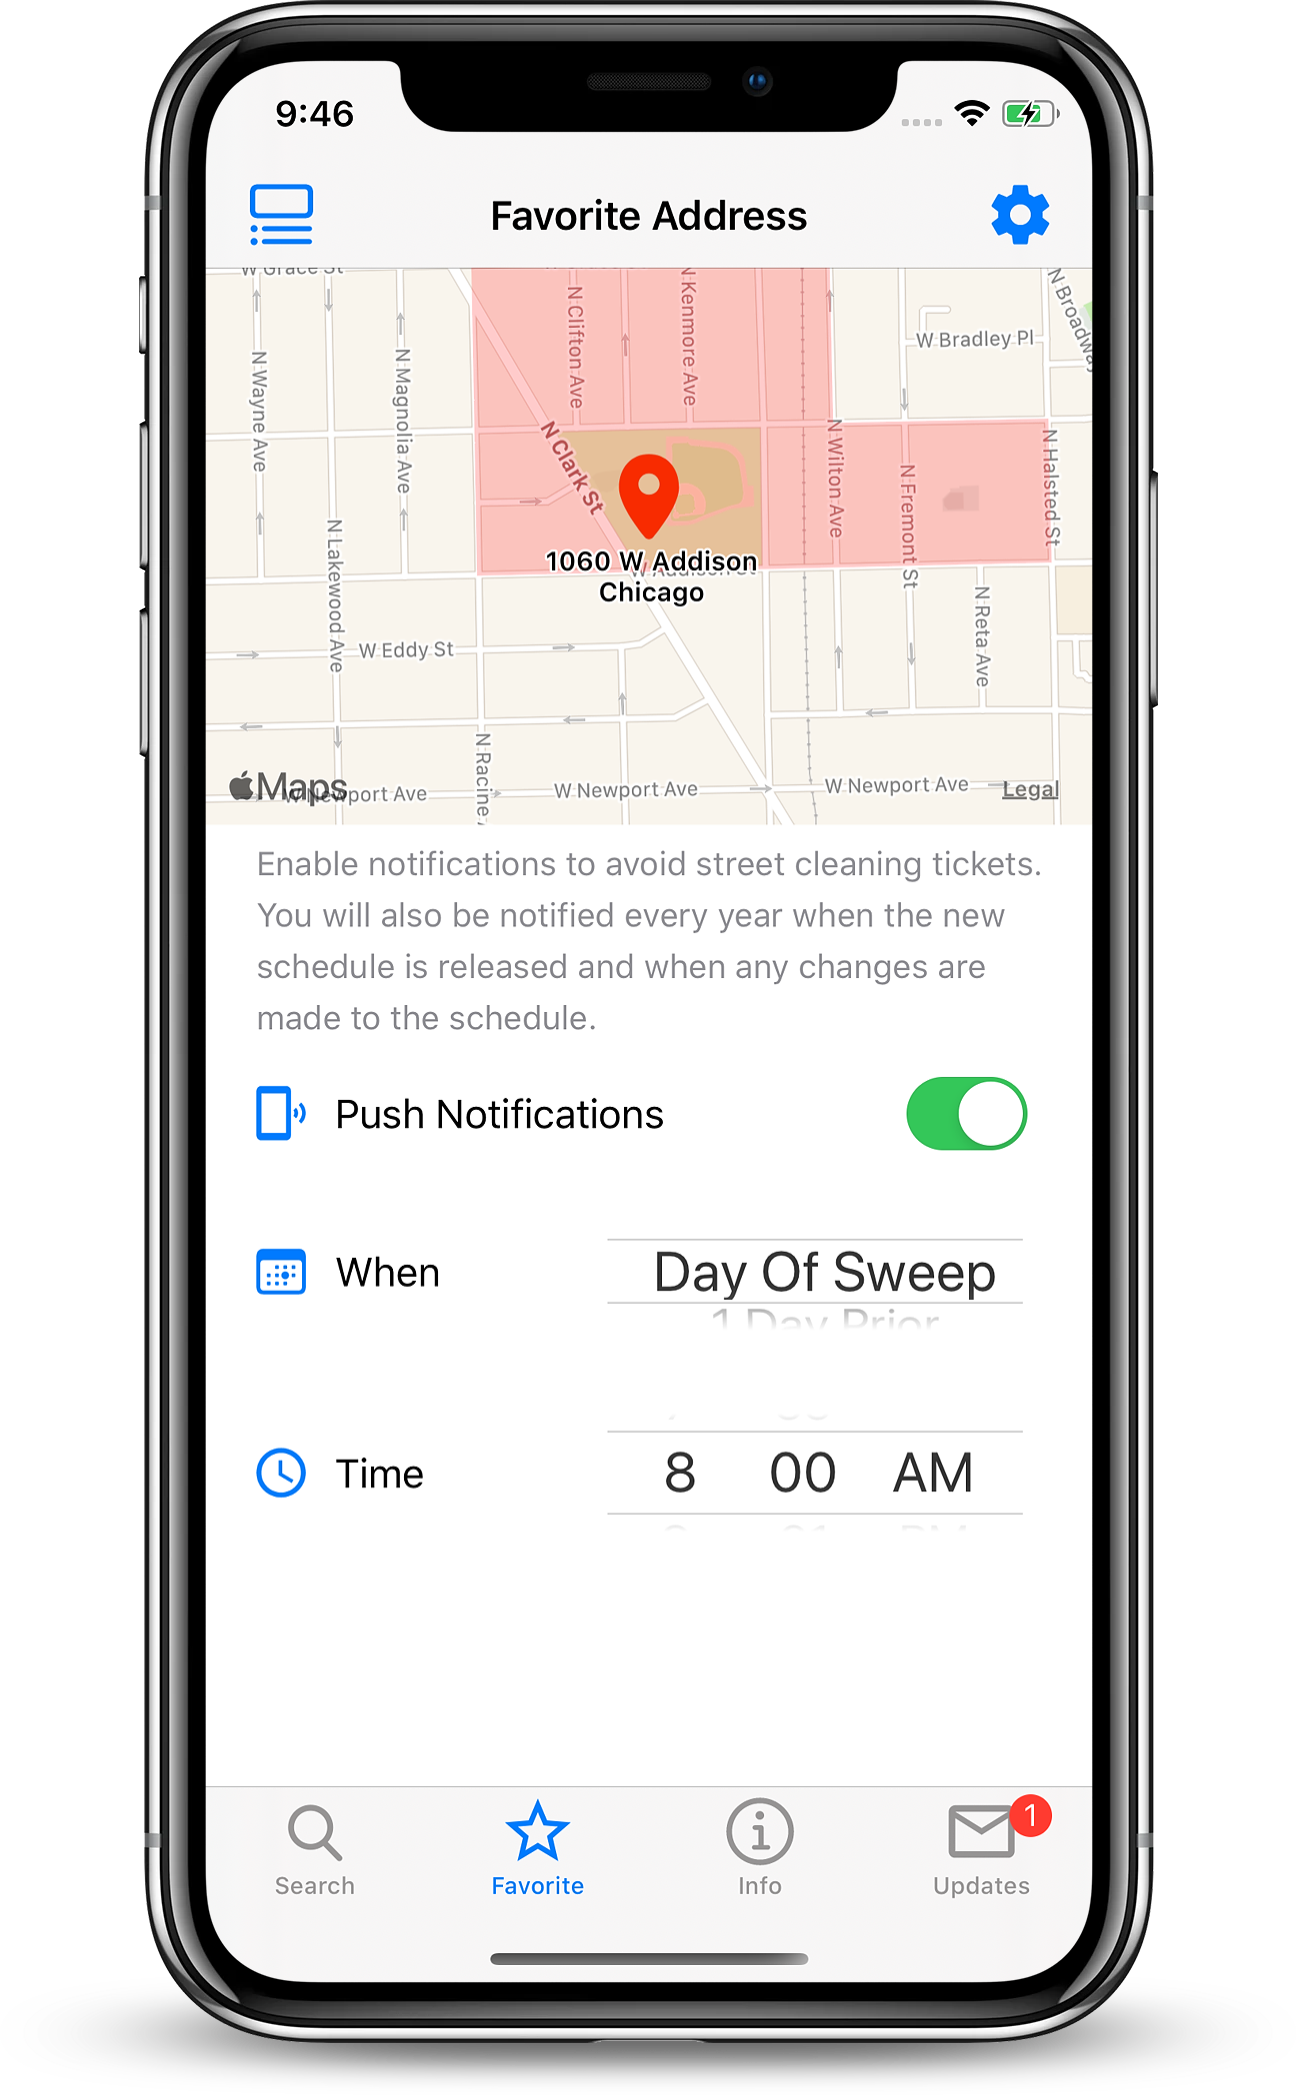 9:46
Favorite Address
W Grace St
N Clifton Ave
N Kenmore Ave
N Broadway
W Bradley Pl
N Wayne Ave
N Magnolia Ave
N Clark St
N Wilton Ave
N Halsted St
N Fremont St
N Lakewood Ave
1060 W Addison
Chicago
W Addison St
N Reta Ave
W Eddy St
N Racine
Maps
W Newport Ave
W Newport Ave
W Newport Ave
Legal
Enable notifications to avoid street cleaning tickets.
You will also be notified every year when the new
schedule is released and when any changes are
made to the schedule.
Push Notifications
When
Day Of Sweep
1 Day Prior
Time
8 00 AM
1
Search
Favorite
Info
Updates